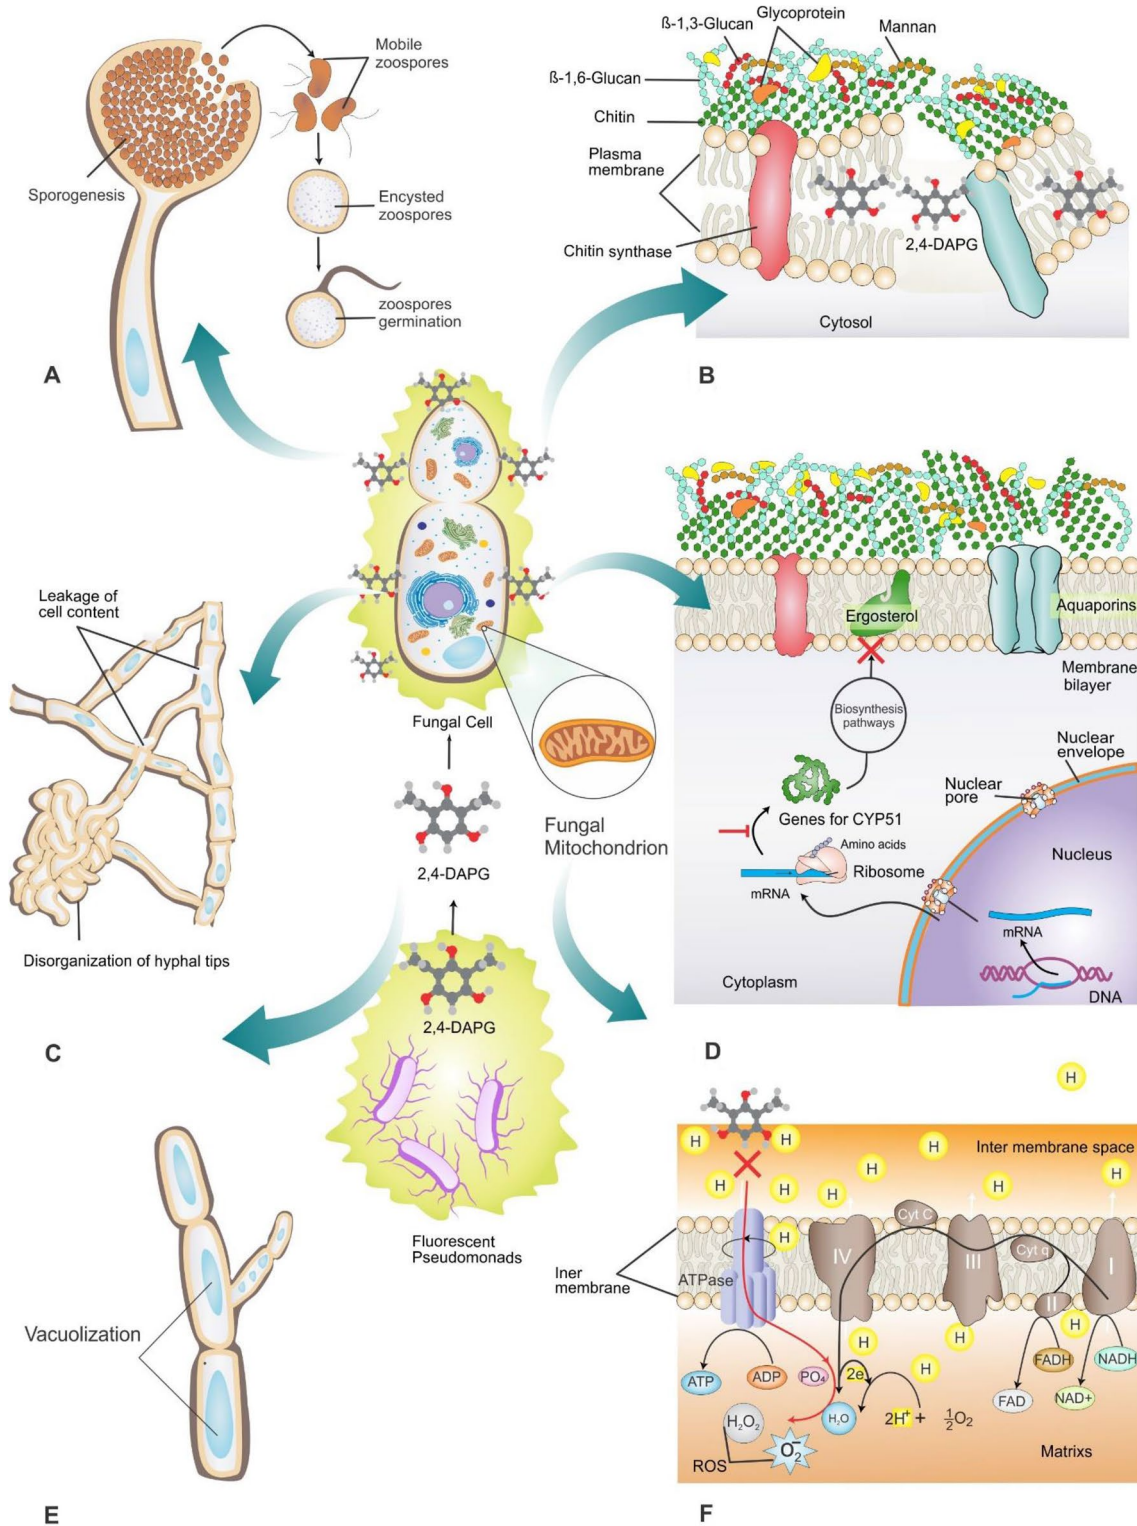 Mobile
zoospores
Sporogenesis
Encysted
zoospores
zoospores
germination
A
ß-1,3-Glucan
Glycoprotein
Mannan
ß-1,6-Glucan
Chitin
Plasma
membrane
Chitin synthase
2,4-DAPG
Cytosol
B
Leakage of
cell content
Disorganization of hyphal tips
C
Fungal Cell
2,4-DAPG
Fungal
Mitochondrion
2,4-DAPG
Fluorescent
Pseudomonads
Ergosterol
Aquaporins
Membrane
bilayer
Biosynthesis
pathways
Nuclear
envelope
Nuclear
pore
Genes for CYP51
Amino acids
Ribosome
mRNA
Nucleus
mRNA
DNA
Cytoplasm
D
Vacuolization
E
H
H
H
H
Inter membrane space
H
H
H
H
H
H
Cyt C
Cyt q
IV
III
I
II
Iner
membrane
ATPase
H
H
H
H
H
ATP
ADP
PO₄
2e
FADH
NADH
FAD
NAD+
H₂O₂
H₂O
2H⁺ + ½O₂
O₂⁻
ROS
Matrixs
F